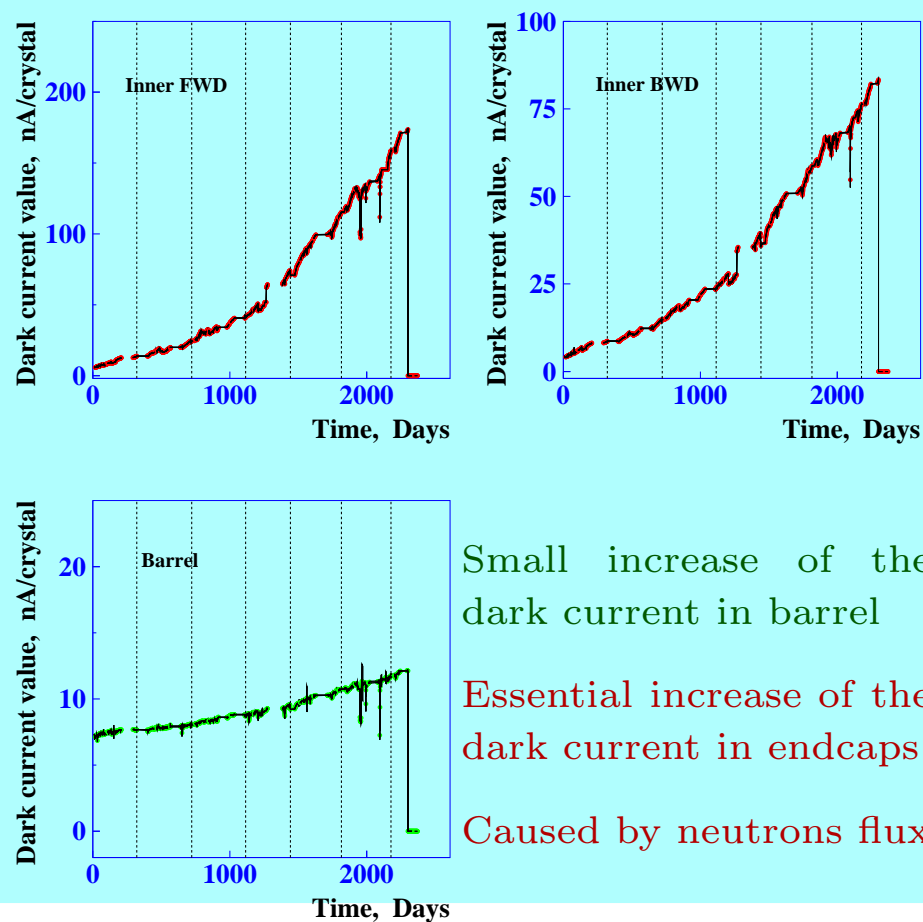 Dark current value, nA/crystal
200
100
0
Inner FWD
0 1000 2000
Time, Days
Dark current value, nA/crystal
100
75
50
25
0
Inner BWD
0 1000 2000
Time, Days
Dark current value, nA/crystal
20
10
0
Barrel
0 1000 2000
Time, Days
Small increase of the
dark current in barrel
Essential increase of the
dark current in endcaps
Caused by neutrons flux